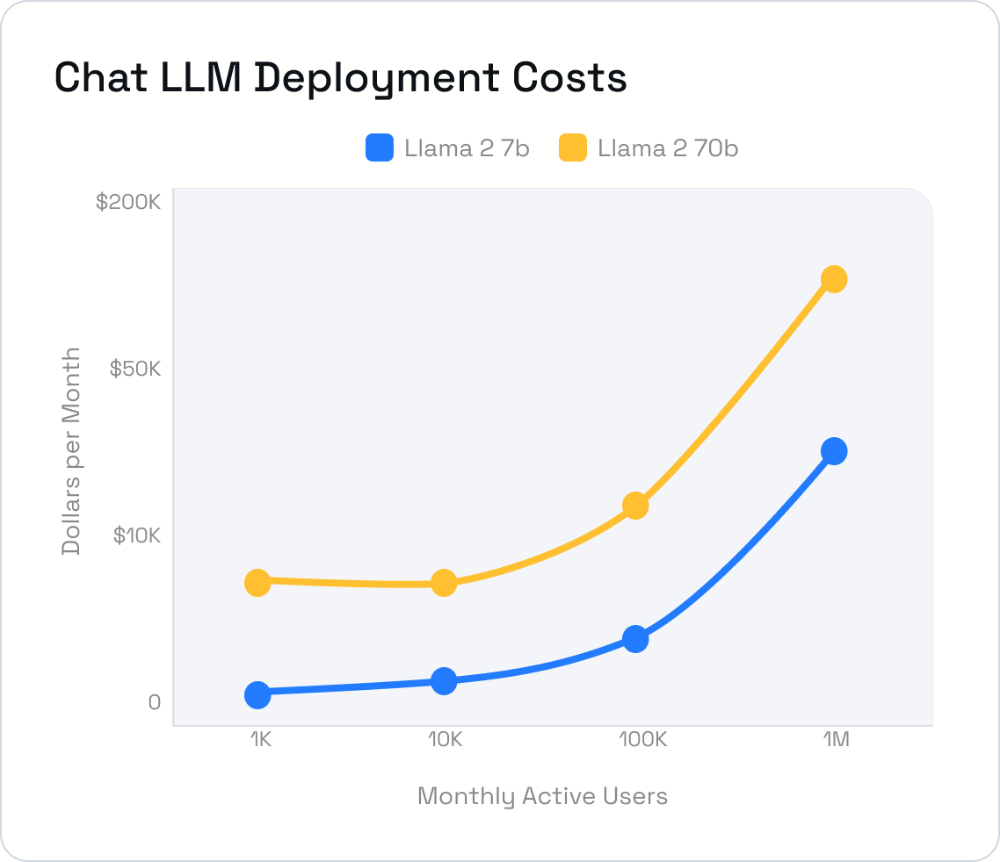 Chat LLM Deployment Costs
Llama 2 7b
Llama 2 70b
$200K
$50K
$10K
0
Dollars per Month
1K
10K
100K
1M
Monthly Active Users